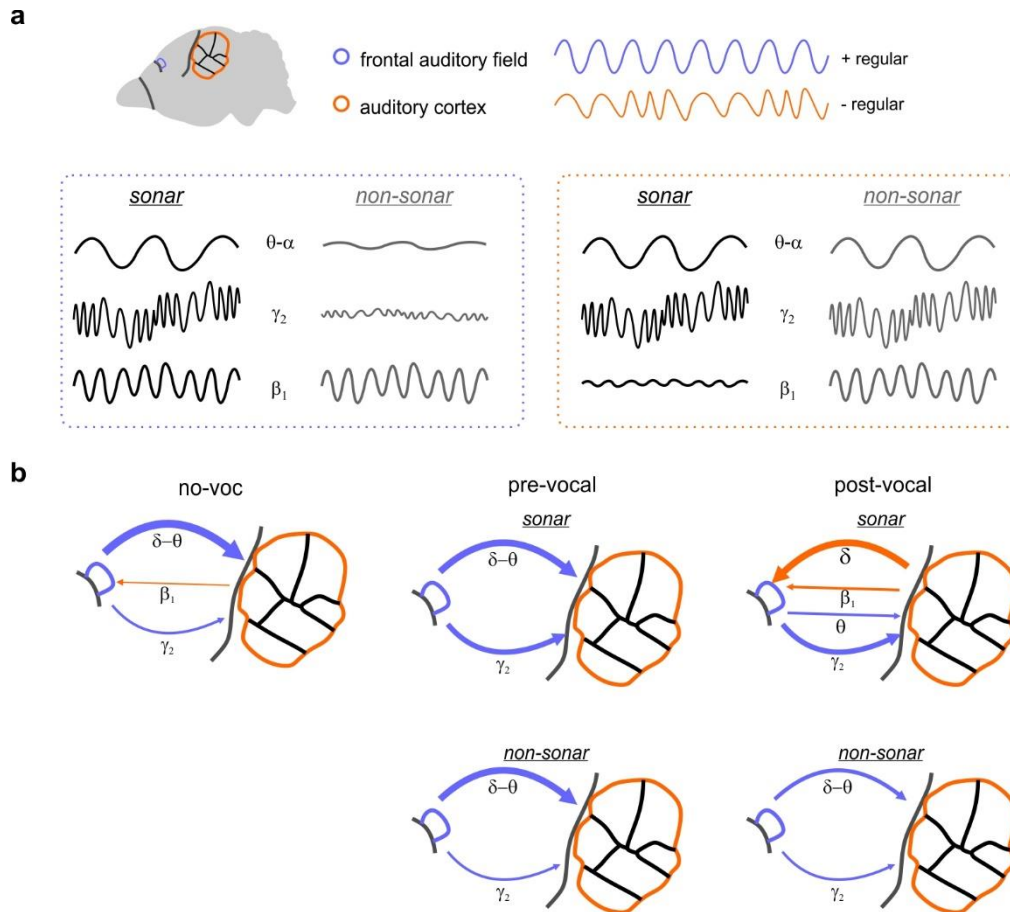 a
frontal auditory field
+ regular
auditory cortex
- regular
sonar
non-sonar
sonar
non-sonar
θ-α
θ-α
γ₂
γ₂
β₁
β₁
b
no-voc
pre-vocal
post-vocal
sonar
sonar
δ–θ
δ–θ
δ
β₁
β₁
θ
γ₂
γ₂
γ₂
non-sonar
non-sonar
δ–θ
δ–θ
γ₂
γ₂